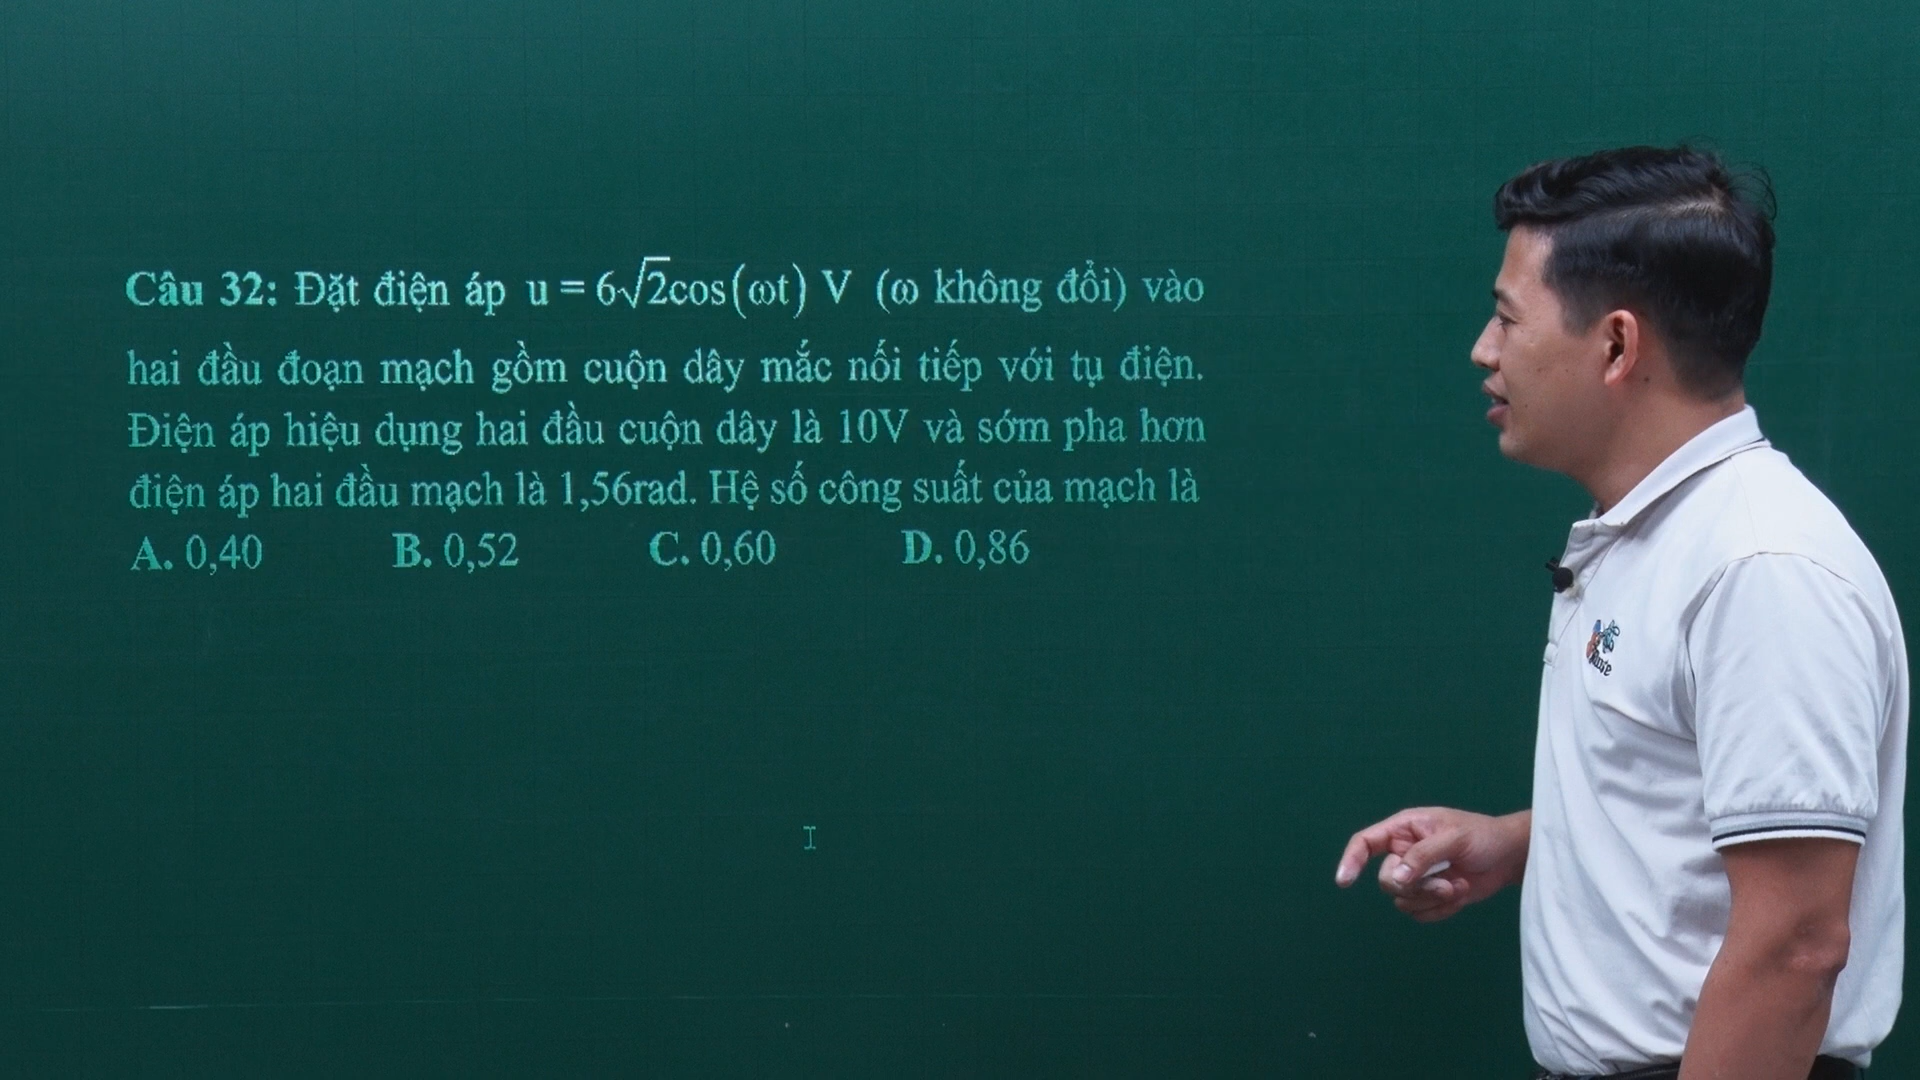 Câu 32: Đặt điện áp u = 6√2cos(ωt) V (ω không đổi) vào
hai đầu đoạn mạch gồm cuộn dây mắc nối tiếp với tụ điện.
Điện áp hiệu dụng hai đầu cuộn dây là 10V và sớm pha hơn
điện áp hai đầu mạch là 1,56rad. Hệ số công suất của mạch là
A. 0,40 B. 0,52 C. 0,60 D. 0,86